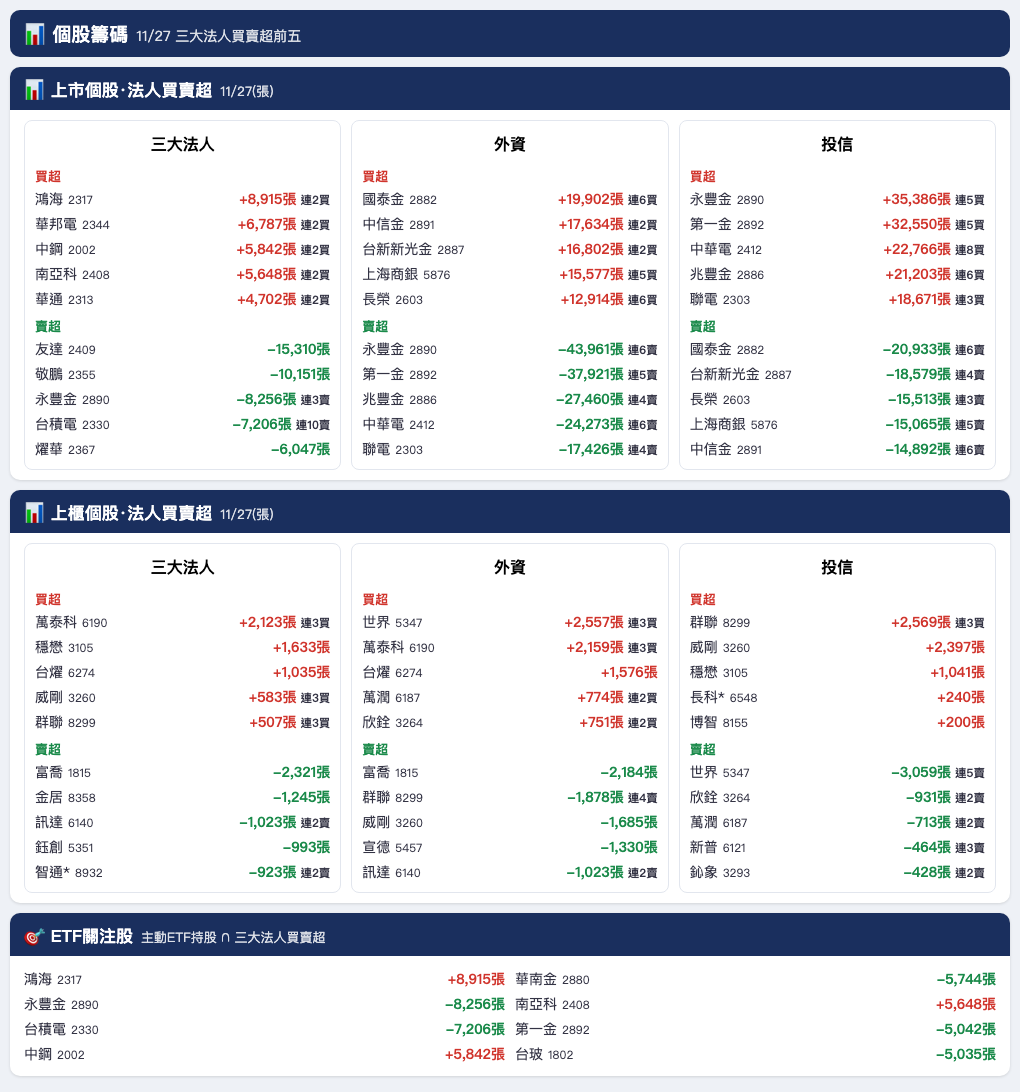 個股籌碼 11/27 三大法人買賣超前五
上市個股·法人買賣超 11/27(張)
三大法人
買超
鴻海 2317 +8,915張 連2買
華邦電 2344 +6,787張 連2買
中鋼 2002 +5,842張 連2買
南亞科 2408 +5,648張 連2買
華通 2313 +4,702張 連2買
賣超
友達 2409 −15,310張
敬鵬 2355 −10,151張
永豐金 2890 −8,256張 連3賣
台積電 2330 −7,206張 連10賣
燿華 2367 −6,047張
外資
買超
國泰金 2882 +19,902張 連6買
中信金 2891 +17,634張 連2買
台新新光金 2887 +16,802張 連2買
上海商銀 5876 +15,577張 連5買
長榮 2603 +12,914張 連6買
賣超
永豐金 2890 −43,961張 連6賣
第一金 2892 −37,921張 連5賣
兆豐金 2886 −27,460張 連4賣
中華電 2412 −24,273張 連6賣
聯電 2303 −17,426張 連4賣
投信
買超
永豐金 2890 +35,386張 連5買
第一金 2892 +32,550張 連5買
中華電 2412 +22,766張 連8買
兆豐金 2886 +21,203張 連6買
聯電 2303 +18,671張 連3買
賣超
國泰金 2882 −20,933張 連6賣
台新新光金 2887 −18,579張 連4賣
長榮 2603 −15,513張 連3賣
上海商銀 5876 −15,065張 連5賣
中信金 2891 −14,892張 連6賣
上櫃個股·法人買賣超 11/27(張)
三大法人
買超
萬泰科 6190 +2,123張 連3買
穩懋 3105 +1,633張
台燿 6274 +1,035張
威剛 3260 +583張 連3買
群聯 8299 +507張 連3買
賣超
富喬 1815 −2,321張
金居 8358 −1,245張
訊達 6140 −1,023張 連2賣
鈺創 5351 −993張
智通* 8932 −923張 連2賣
外資
買超
世界 5347 +2,557張 連3買
萬泰科 6190 +2,159張 連3買
台燿 6274 +1,576張
萬潤 6187 +774張 連2買
欣銓 3264 +751張 連2買
賣超
富喬 1815 −2,184張
群聯 8299 −1,878張 連4賣
威剛 3260 −1,685張
宣德 5457 −1,330張
訊達 6140 −1,023張 連2賣
投信
買超
群聯 8299 +2,569張 連3買
威剛 3260 +2,397張
穩懋 3105 +1,041張
長科* 6548 +240張
博智 8155 +200張
賣超
世界 5347 −3,059張 連5賣
欣銓 3264 −931張 連2賣
萬潤 6187 −713張 連2賣
新普 6121 −464張 連3賣
鈊象 3293 −428張 連2賣
ETF關注股 主動ETF持股 ∩ 三大法人買賣超
鴻海 2317 +8,915張 華南金 2880 −5,744張
永豐金 2890 −8,256張 南亞科 2408 +5,648張
台積電 2330 −7,206張 第一金 2892 −5,042張
中鋼 2002 +5,842張 台玻 1802 −5,035張